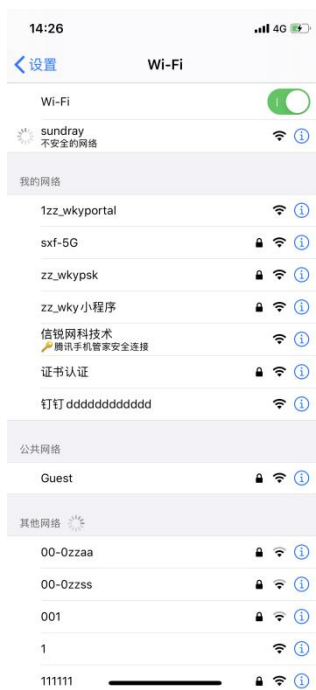 14:26
4G
设置
Wi-Fi
Wi-Fi
sundray
不安全的网络
我的网络
1zz_wkyportal
sxf-5G
zz_wkypsk
zz_wky小程序
信锐网科技术
🔑腾讯手机管家安全连接
证书认证
钉钉dddddddddddd
公共网络
Guest
其他网络
00-0zzaa
00-0zzss
001
1
111111